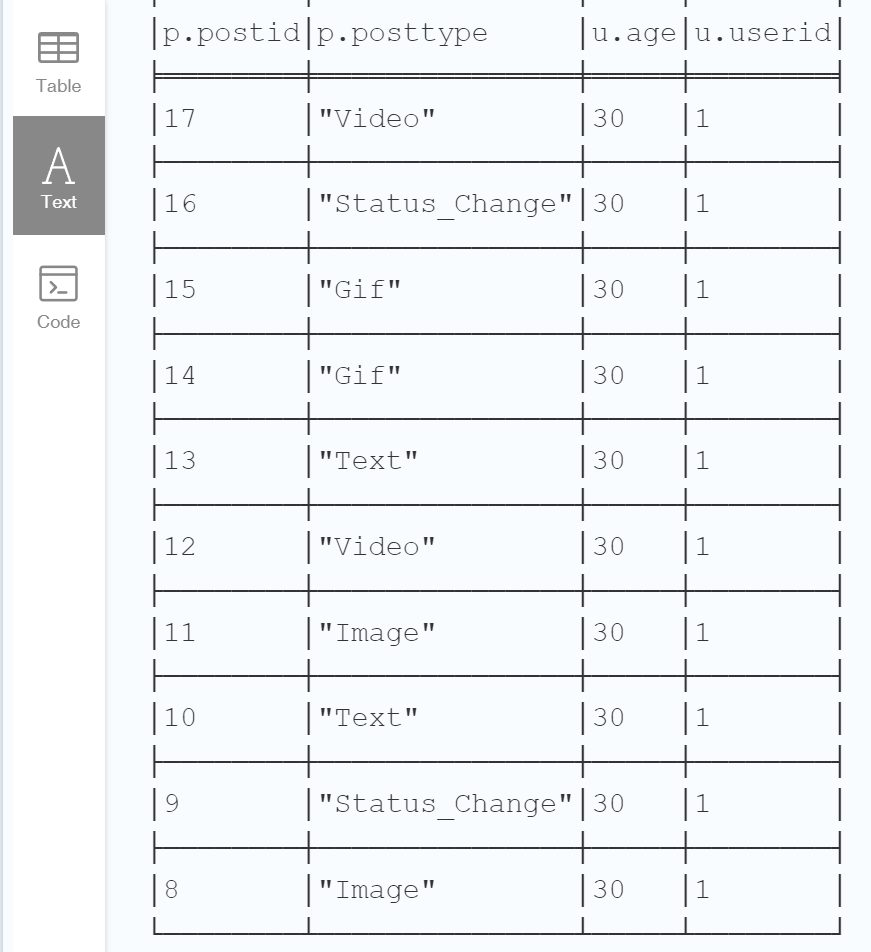 Table
Text
Code
p.postid p.posttype u.age u.userid
17 "Video" 30 1
16 "Status_Change" 30 1
15 "Gif" 30 1
14 "Gif" 30 1
13 "Text" 30 1
12 "Video" 30 1
11 "Image" 30 1
10 "Text" 30 1
9 "Status_Change" 30 1
8 "Image" 30 1